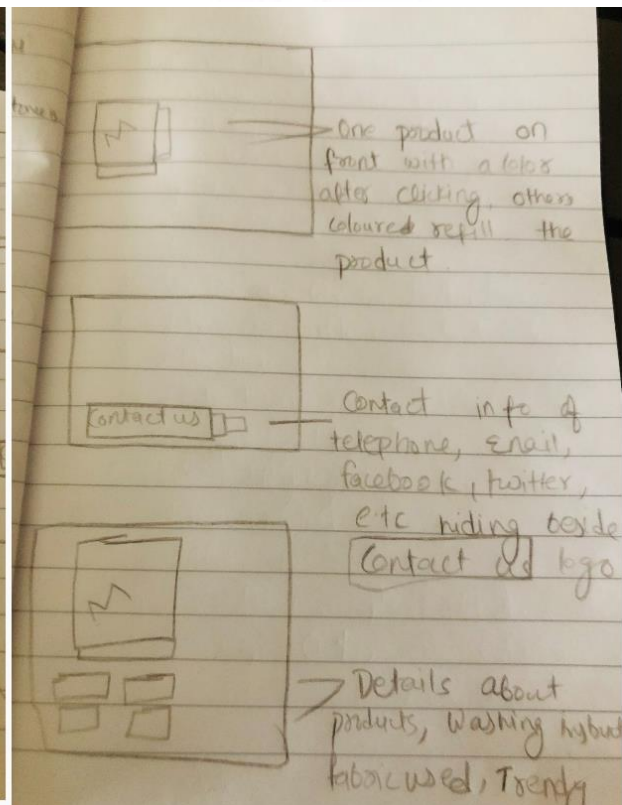 One product on
front with a color
after clicking, others
coloured refill the
product.
Contact us
Contact info of
telephone, Email,
facebook, twitter,
etc hiding beside
Contact Us logo
Details about
products, Washing
fabric used, Trendy